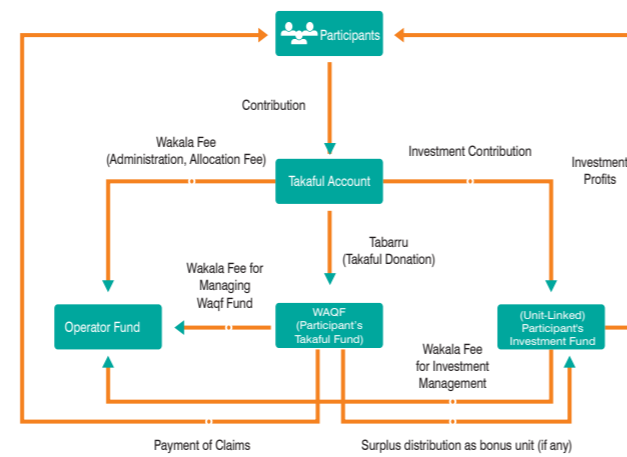 Participants
Contribution
Wakala Fee
(Administration, Allocation Fee)
Investment Contribution
Investment
Profits
Takaful Account
Tabarru
(Takaful Donation)
Wakala Fee for
Managing
Waqf Fund
Operator Fund
WAQF
(Participant's
Takaful Fund)
(Unit-Linked)
Participant's
Investment Fund
Wakala Fee
for Investment
Management
Payment of Claims
Surplus distribution as bonus unit (if any)